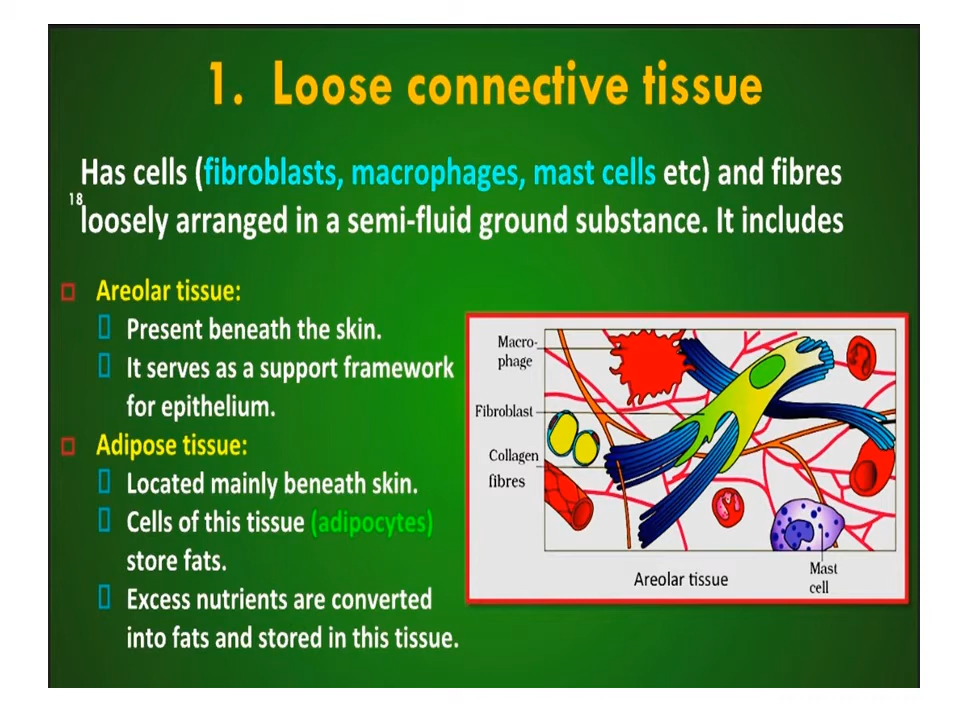 1. Loose connective tissue
Has cells (fibroblasts, macrophages, mast cells etc) and fibres
18
loosely arranged in a semi-fluid ground substance. It includes
Areolar tissue:
Present beneath the skin.
It serves as a support framework
for epithelium.
Adipose tissue:
Located mainly beneath skin.
Cells of this tissue (adipocytes)
store fats.
Excess nutrients are converted
into fats and stored in this tissue.
Macro-
phage
Fibroblast
Collagen
fibres
Mast
cell
Areolar tissue